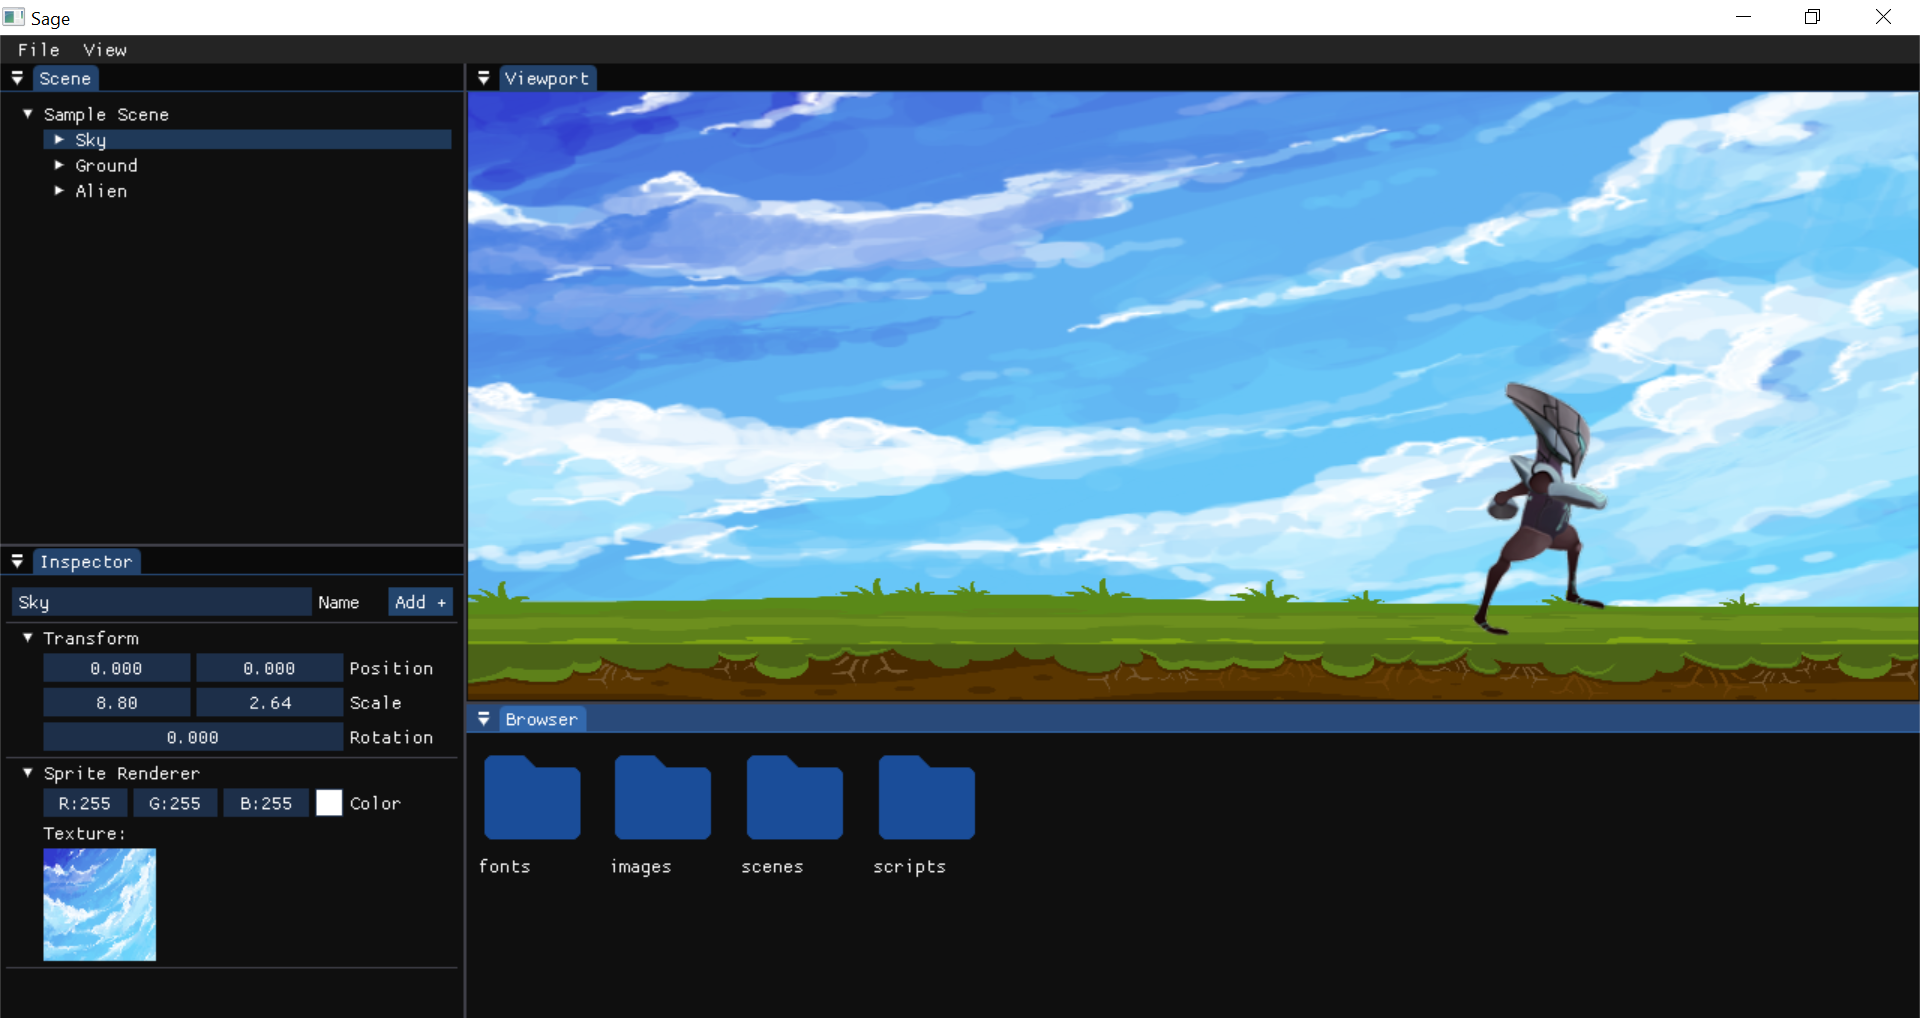 Sage
File View
Scene
Sample Scene
Sky
Ground
Alien
Inspector
Sky Name Add +
Transform
0.000 0.000 Position
8.80 2.64 Scale
0.000 Rotation
Sprite Renderer
R:255 G:255 B:255 Color
Texture:
Viewport
Browser
fonts images scenes scripts